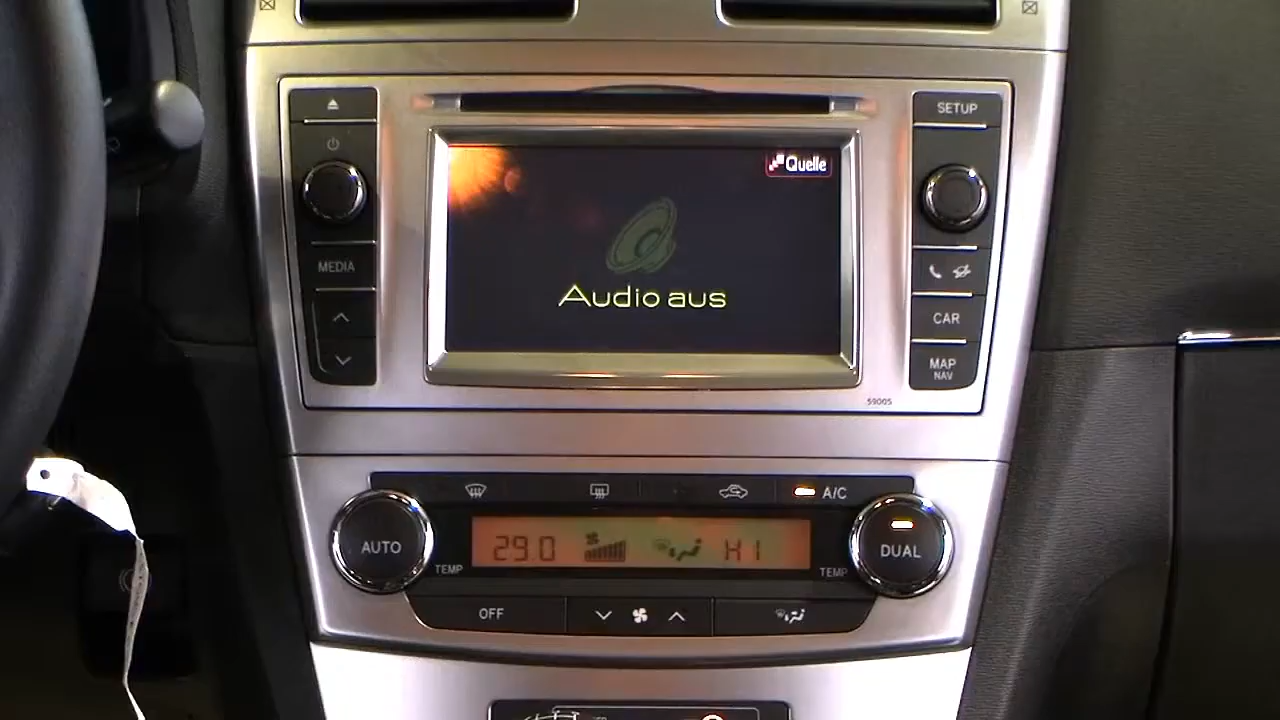 SETUP
Quelle
MEDIA
Audio aus
CAR
MAP
NAV
59005
A/C
AUTO
29.0
HI
DUAL
TEMP
TEMP
OFF